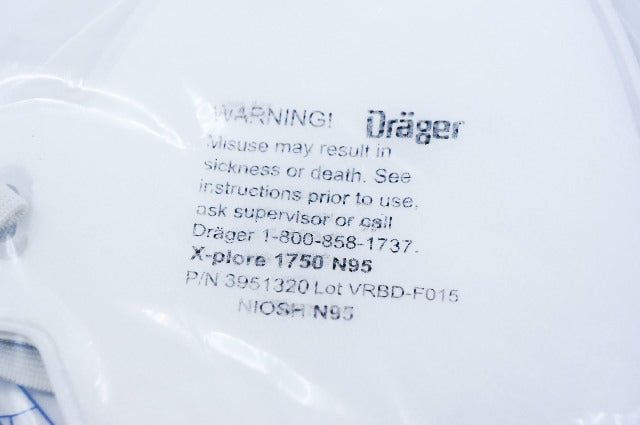 WARNING!
Dräger
Misuse may result in
sickness or death. See
instructions prior to use,
ask supervisor or call
Dräger 1-800-858-1737.
X-plore 1750 N95
P/N 3951320 Lot VRBD-F015
NIOSH N95